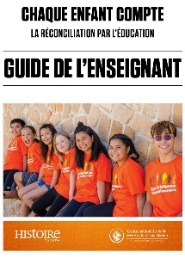 CHAQUE ENFANT COMPTE
LA RÉCONCILIATION PAR L'ÉDUCATION
GUIDE DE L'ENSEIGNANT
Histoire